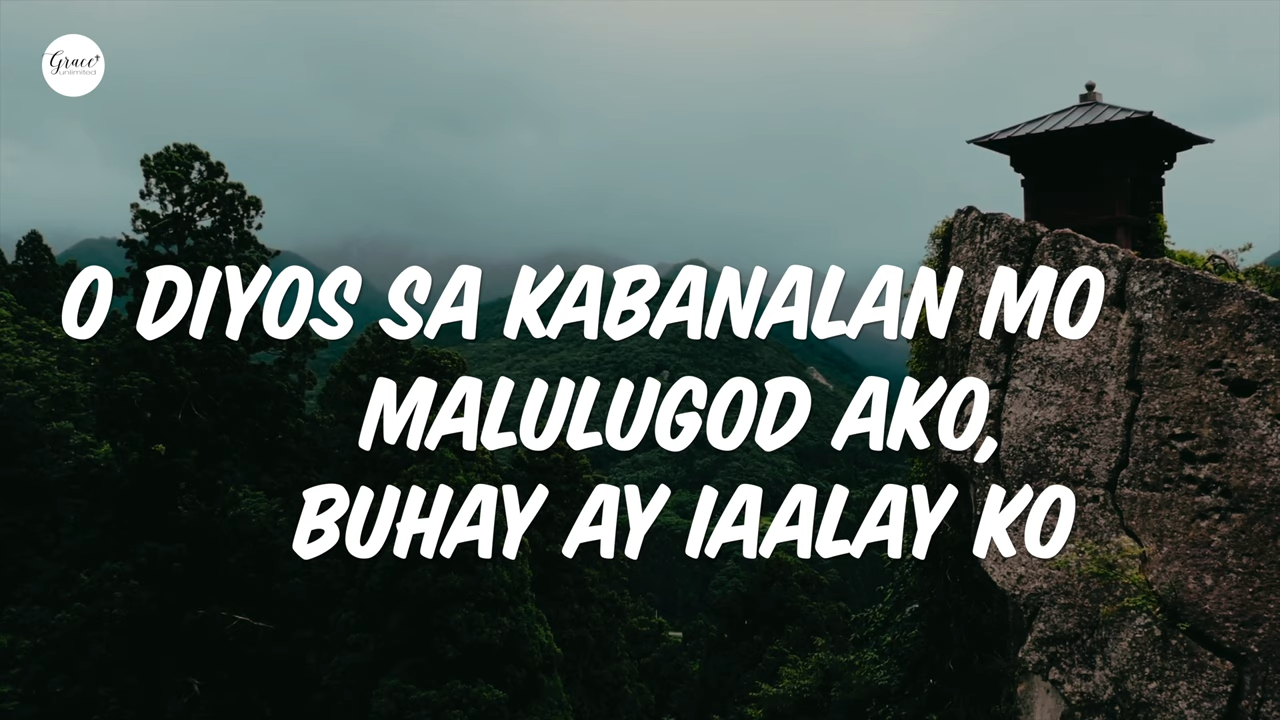 Grace
unlimited
O DIYOS SA KABANALAN MO
MALULUGOD AKO,
BUHAY AY IAALAY KO